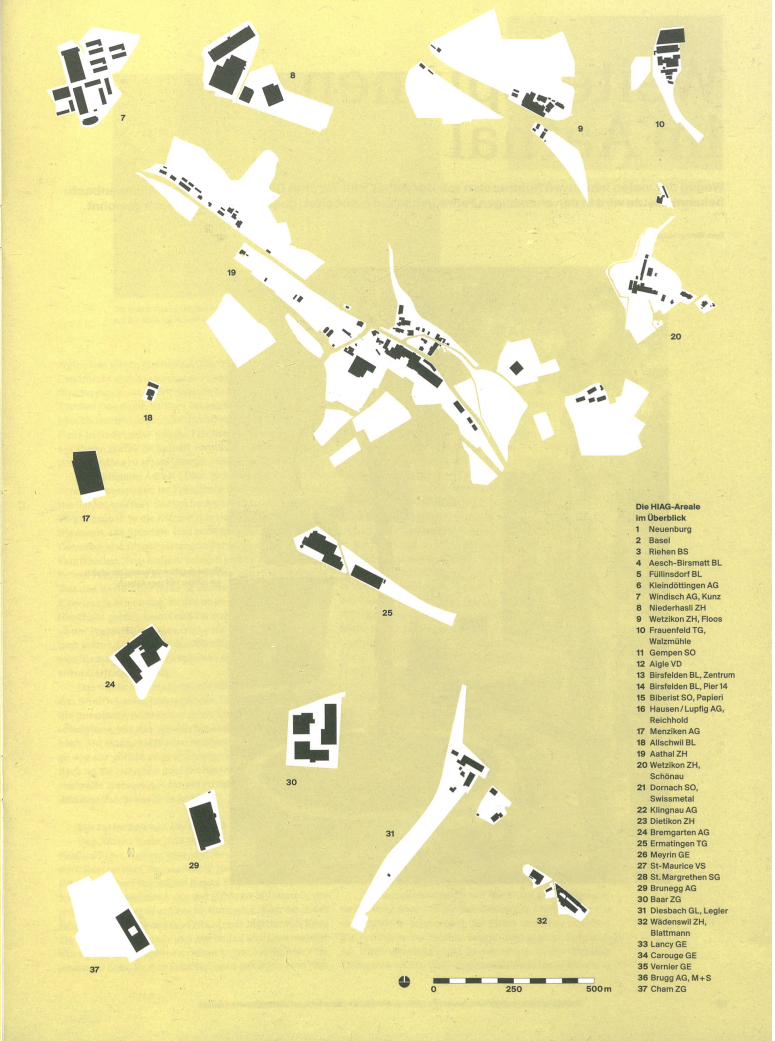 7
8
9
10
19
20
18
17
25
24
30
31
29
32
37
Die HIAG-Areale
im Überblick
1 Neuenburg
2 Basel
3 Riehen BS
4 Aesch-Birsmatt BL
5 Füllinsdorf BL
6 Kleindöttingen AG
7 Windisch AG, Kunz
8 Niederhasli ZH
9 Wetzikon ZH, Floos
10 Frauenfeld TG,
Walzmühle
11 Gempen SO
12 Aigle VD
13 Birsfelden BL, Zentrum
14 Birsfelden BL, Pier 14
15 Biberist SO, Papieri
16 Hausen / Lupfig AG,
Reichhold
17 Menziken AG
18 Allschwil BL
19 Aathal ZH
20 Wetzikon ZH,
Schönau
21 Dornach SO,
Swissmetal
22 Klingnau AG
23 Dietikon ZH
24 Bremgarten AG
25 Ermatingen TG
26 Meyrin GE
27 St-Maurice VS
28 St. Margrethen SG
29 Brunegg AG
30 Baar ZG
31 Diesbach GL, Legler
32 Wädenswil ZH,
Blattmann
33 Lancy GE
34 Carouge GE
35 Vernier GE
36 Brugg AG, M+S
37 Cham ZG
0 250 500 m